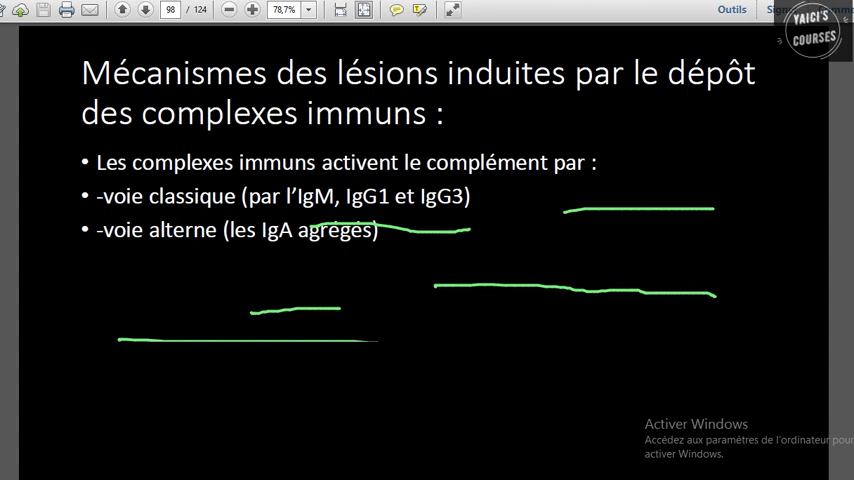 98 / 124
78,7%
Outils
YAICI'S
COURSES
Mécanismes des lésions induites par le dépôt
des complexes immuns :
• Les complexes immuns activent le complément par :
• -voie classique (par l'IgM, IgG1 et IgG3)
• -voie alterne (les IgA agrégés)
Activer Windows
Accédez aux paramètres de l'ordinateur pour
activer Windows.